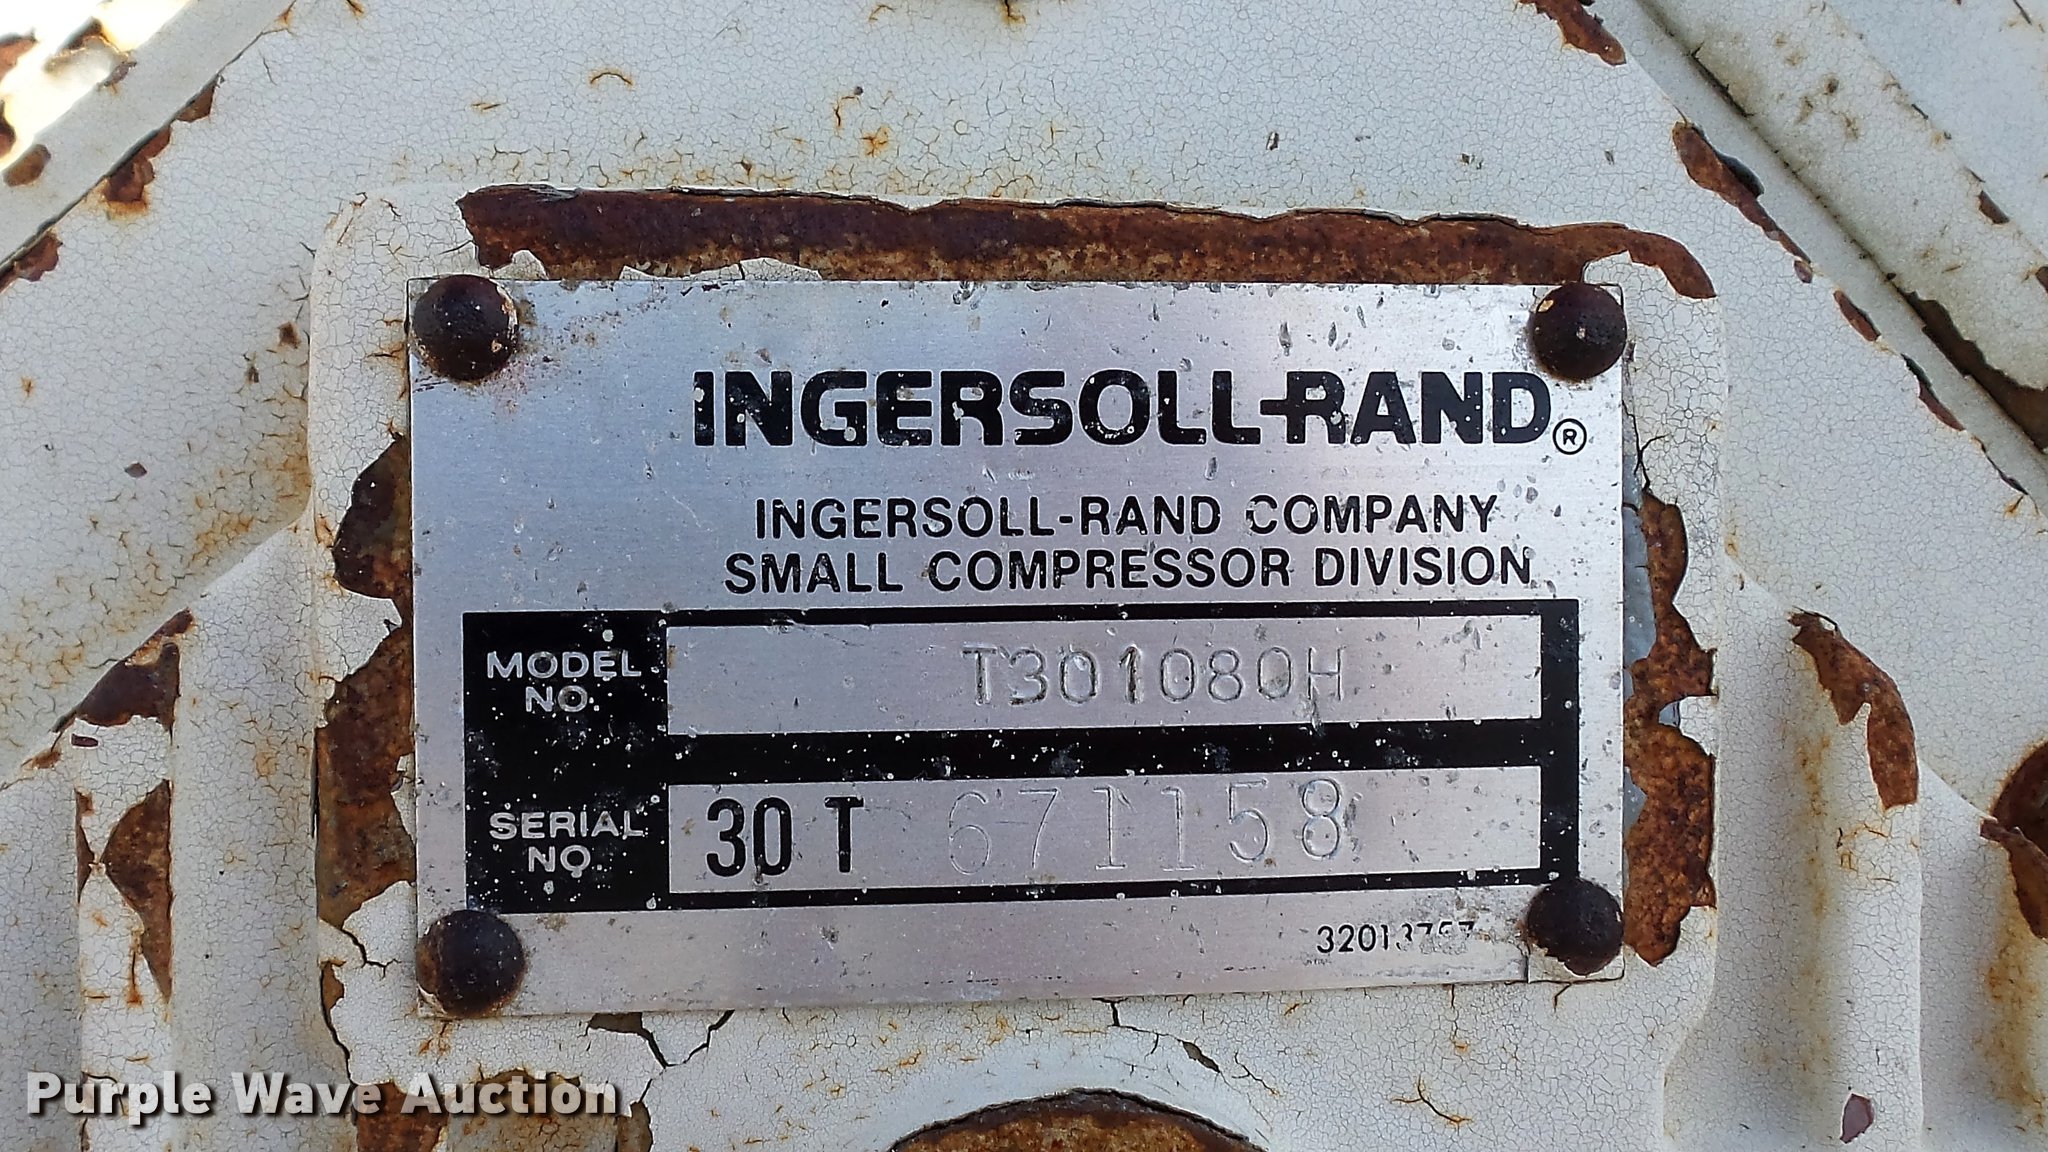 INGERSOLL-RAND®
INGERSOLL-RAND COMPANY
SMALL COMPRESSOR DIVISION
MODEL NO. T301080H
SERIAL NO. 30 T 671158
Purple Wave Auction